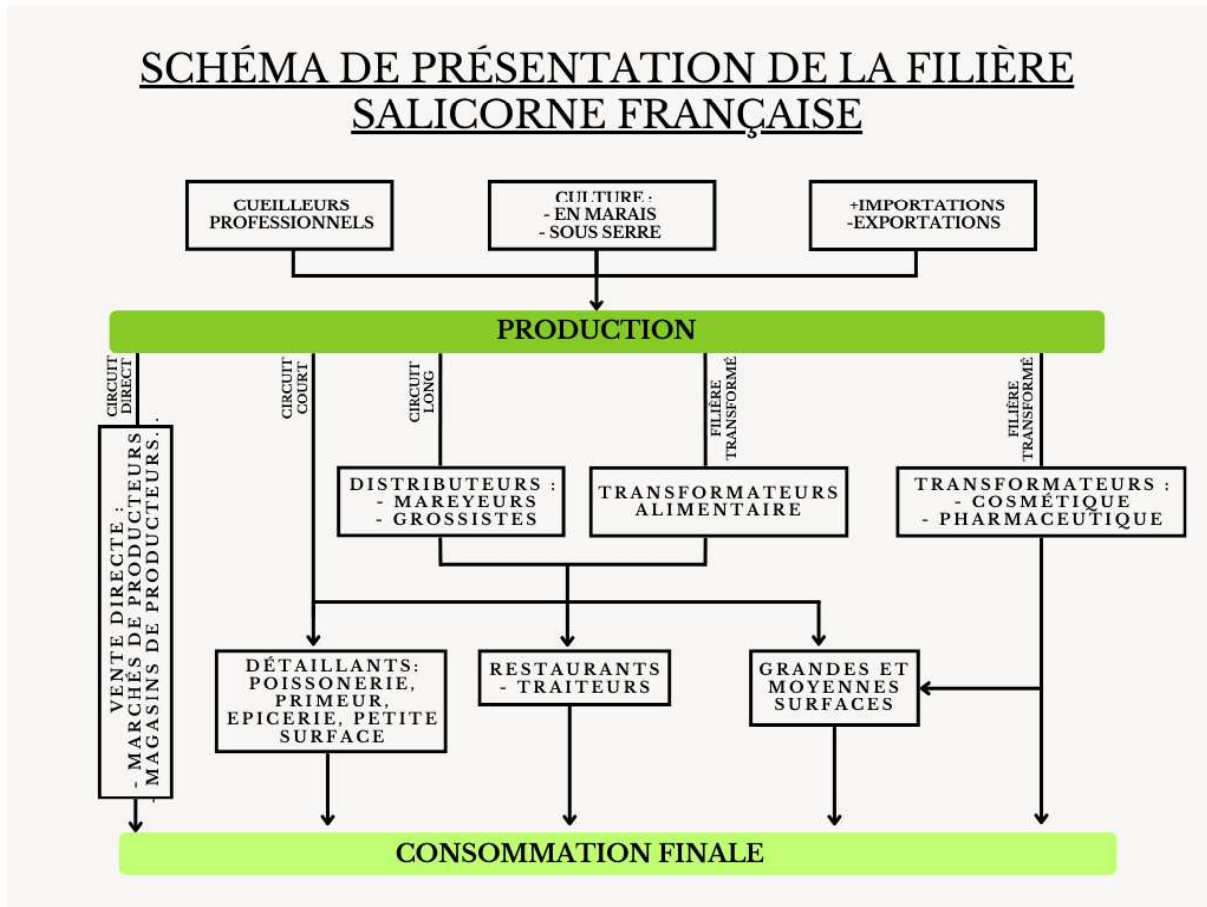 SCHÉMA DE PRÉSENTATION DE LA FILIÈRE
SALICORNE FRANÇAISE
CUEILLEURS
PROFESSIONNELS
CULTURE :
- EN MARAIS
- SOUS SERRE
+IMPORTATIONS
-EXPORTATIONS
PRODUCTION
CIRCUIT
DIRECT
CIRCUIT
COURT
CIRCUIT
LONG
FILIÈRE
TRANSFORMÉ
FILIÈRE
TRANSFORMÉ
VENTE DIRECTE :
- MARCHÉS DE PRODUCTEURS
- MAGASINS DE PRODUCTEURS. . .
DISTRIBUTEURS :
- MAREYEURS
- GROSSISTES
TRANSFORMATEURS
ALIMENTAIRE
TRANSFORMATEURS :
- COSMÉTIQUE
- PHARMACEUTIQUE
DÉTAILLANTS:
POISSONERIE,
PRIMEUR,
EPICERIE, PETITE
SURFACE
RESTAURANTS
- TRAITEURS
GRANDES ET
MOYENNES
SURFACES
CONSOMMATION FINALE